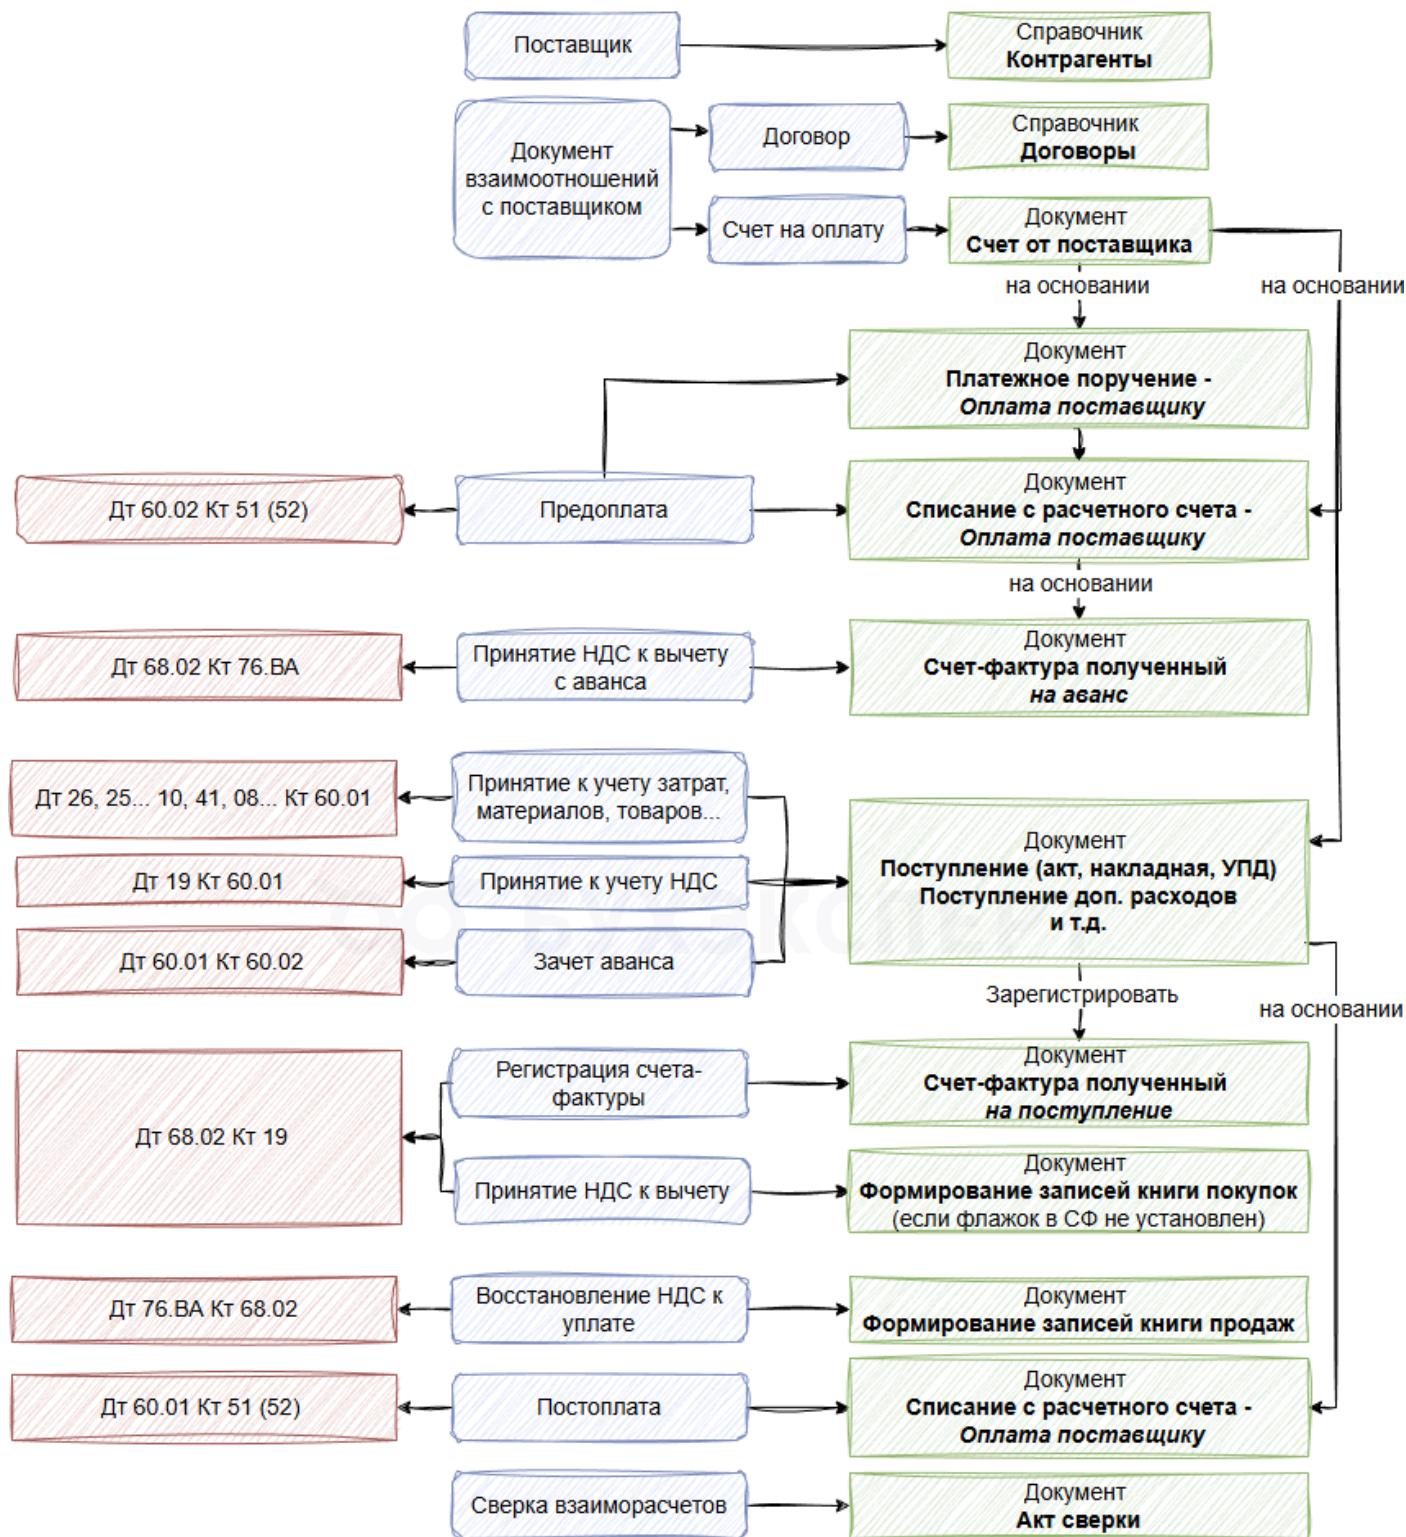 Поставщик
Справочник
Контрагенты
Документ
взаимоотношений
с поставщиком
Договор
Справочник
Договоры
Счет на оплату
Документ
Счет от поставщика
на основании
на основании
Документ
Платежное поручение -
Оплата поставщику
Дт 60.02 Кт 51 (52)
Предоплата
Документ
Списание с расчетного счета -
Оплата поставщику
на основании
Дт 68.02 Кт 76.ВА
Принятие НДС к вычету
с аванса
Документ
Счет-фактура полученный
на аванс
Дт 26, 25... 10, 41, 08... Кт 60.01
Принятие к учету затрат,
материалов, товаров...
Дт 19 Кт 60.01
Принятие к учету НДС
Документ
Поступление (акт, накладная, УПД)
Поступление доп. расходов
и т.д.
Дт 60.01 Кт 60.02
Зачет аванса
Зарегистрировать
на основании
Дт 68.02 Кт 19
Регистрация счета-
фактуры
Документ
Счет-фактура полученный
на поступление
Принятие НДС к вычету
Документ
Формирование записей книги покупок
(если флажок в СФ не установлен)
Дт 76.ВА Кт 68.02
Восстановление НДС к
уплате
Документ
Формирование записей книги продаж
Дт 60.01 Кт 51 (52)
Постоплата
Документ
Списание с расчетного счета -
Оплата поставщику
Сверка взаиморасчетов
Документ
Акт сверки